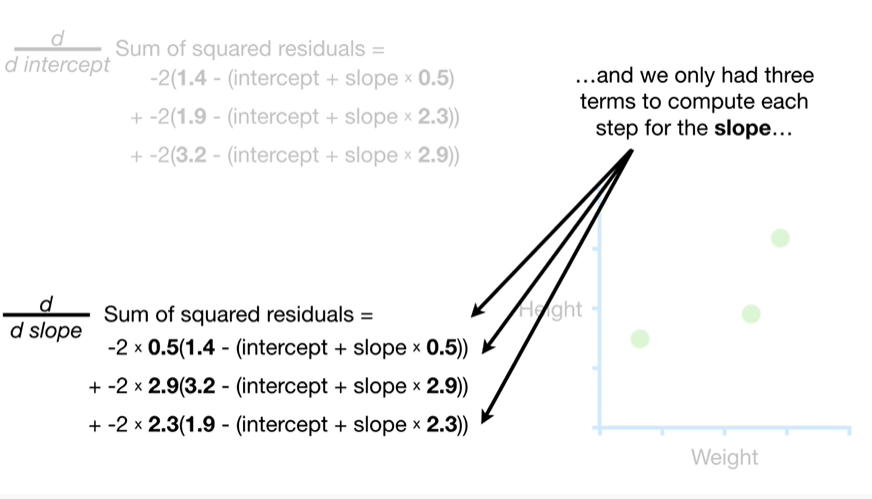 d
d intercept
Sum of squared residuals =
-2(1.4 - (intercept + slope × 0.5)
+ -2(1.9 - (intercept + slope × 2.3))
+ -2(3.2 - (intercept + slope × 2.9))
…and we only had three
terms to compute each
step for the slope…
d
d slope
Sum of squared residuals =
-2 × 0.5(1.4 - (intercept + slope × 0.5))
+ -2 × 2.9(3.2 - (intercept + slope × 2.9))
+ -2 × 2.3(1.9 - (intercept + slope × 2.3))
Height
Weight